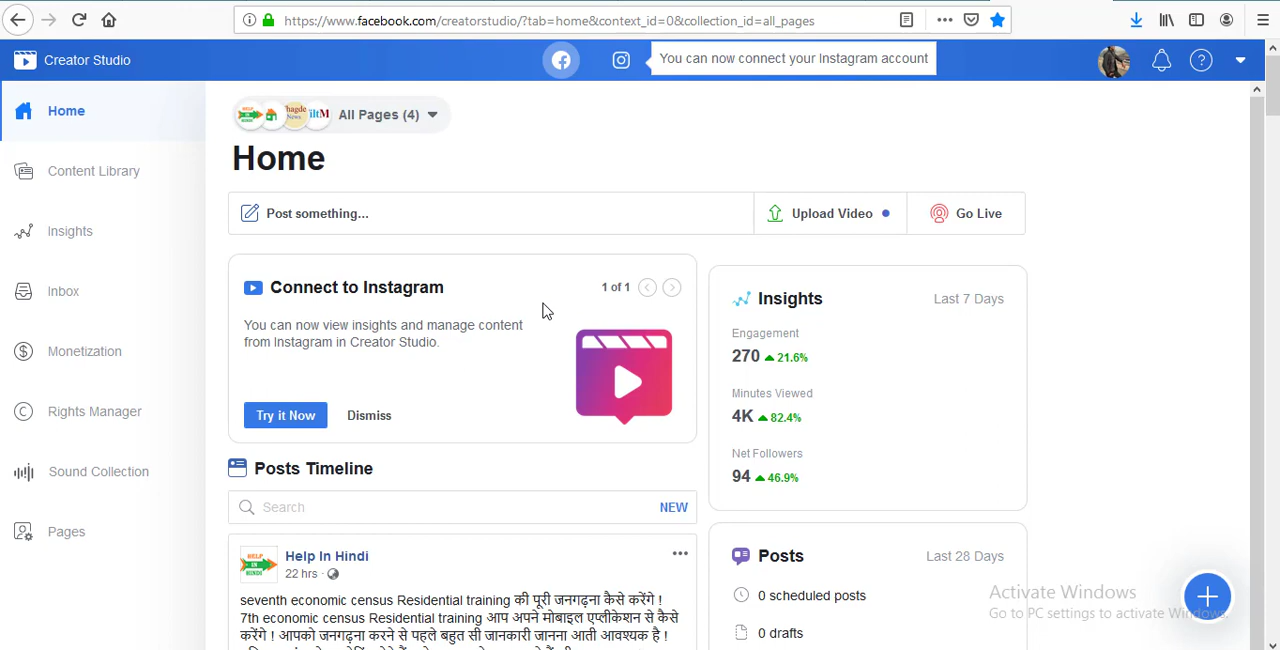 https://www.facebook.com/creatorstudio/?tab=home&context_id=0&collection_id=all_pages
Creator Studio
You can now connect your Instagram account
Home
Content Library
Insights
Inbox
Monetization
Rights Manager
Sound Collection
Pages
All Pages (4)
Home
Post something...
Upload Video
Go Live
Connect to Instagram
1 of 1
You can now view insights and manage content
from Instagram in Creator Studio.
Try it Now
Dismiss
Insights
Last 7 Days
Engagement
270 21.6%
Minutes Viewed
4K 82.4%
Net Followers
94 46.9%
Posts Timeline
Search
NEW
HELP
IN
HINDI
Help In Hindi
22 hrs ·
seventh economic census Residential training की पूरी जनगढ़ना कैसे करेंगे !
7th economic census Residential training आप अपने मोबाइल एप्लीकेशन से कैसे
करेंगे ! आपको जनगढ़ना करने से पहले बहुत सी जानकारी जानना आती आवश्यक है !
Posts
Last 28 Days
0 scheduled posts
0 drafts
Activate Windows
Go to PC settings to activate Windows.